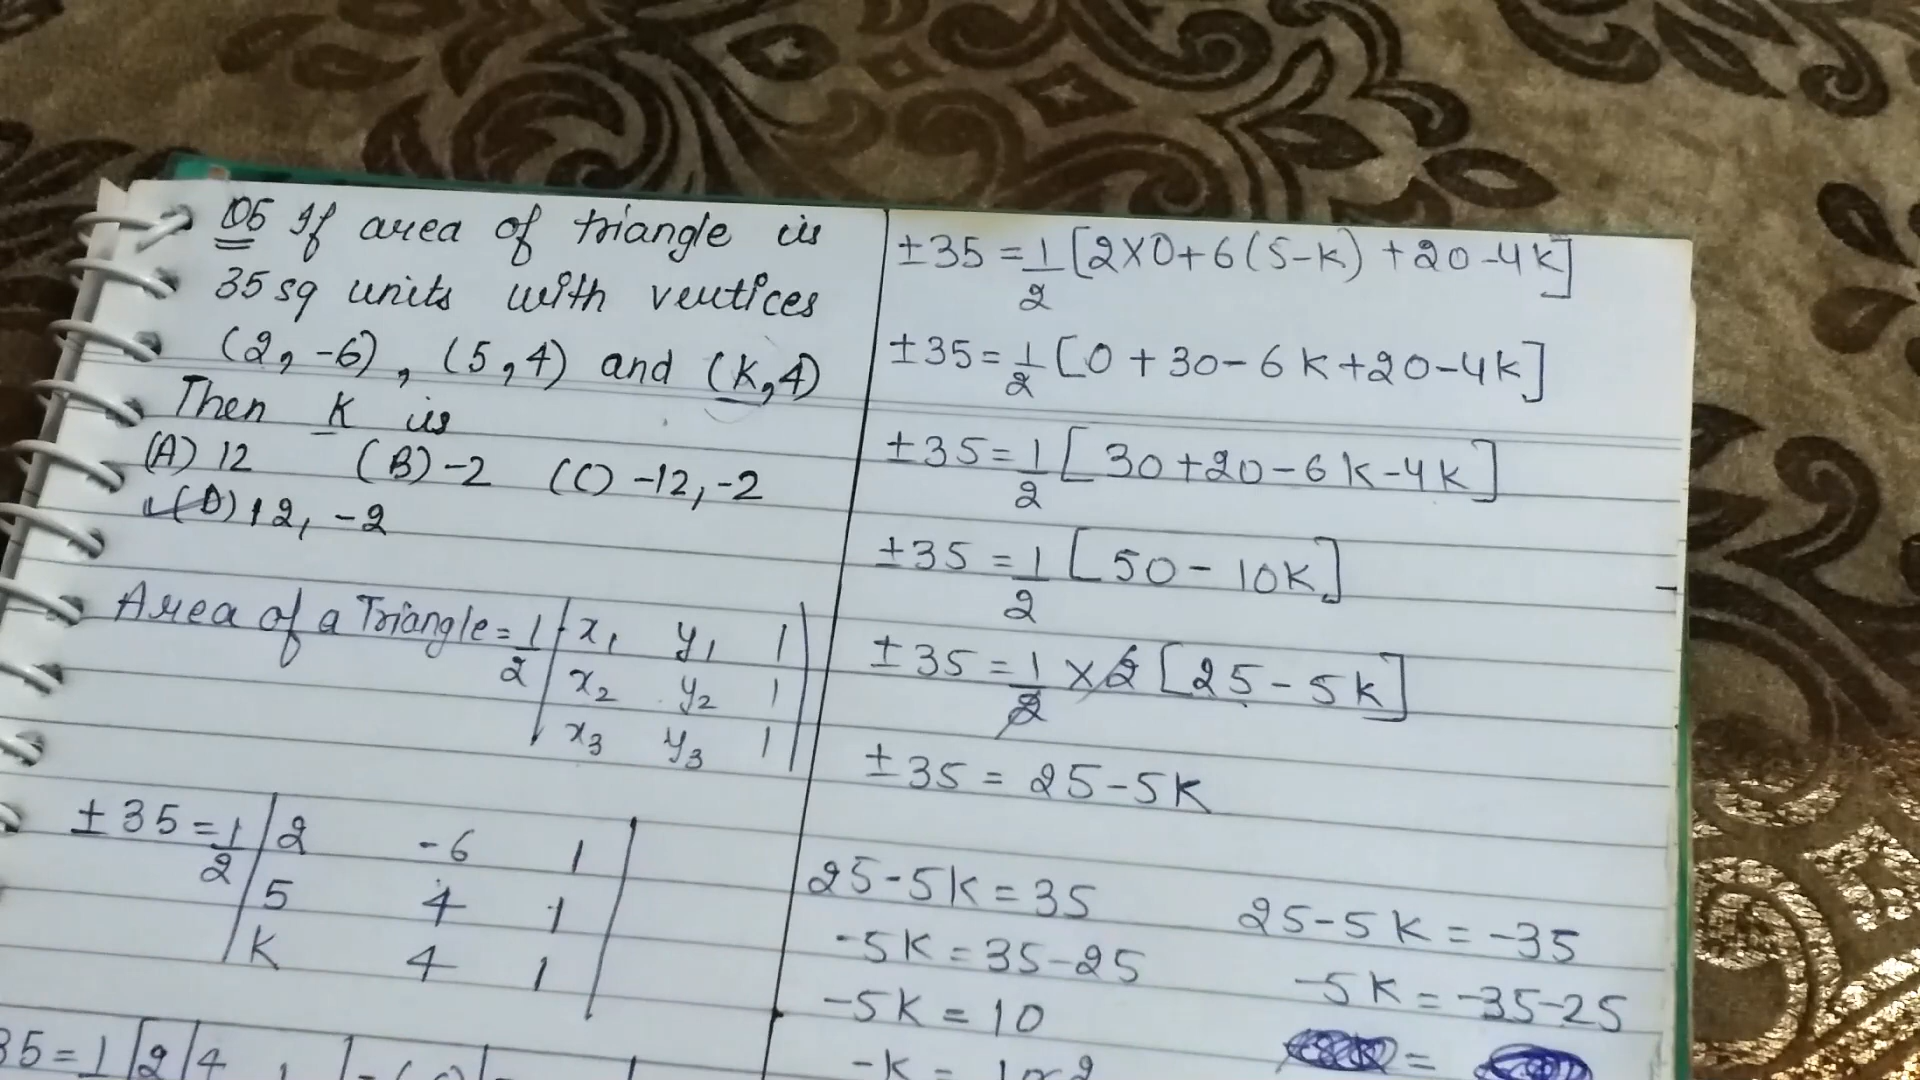 Q5 If area of triangle is
35 sq units with vertices
(2, -6), (5, 4) and (K, 4)
Then K is
(A) 12 (B) -2 (C) -12, -2
(D) 12, -2
Area of a Triangle = 1/2 | x₁ y₁ 1 |
x₂ y₂ 1
x₃ y₃ 1
±35 = 1/2 | 2 -6 1 |
5 4 1
K 4 1
35 = 1 | 2 | 4
±35 = 1/2 [2×0+6(5-K) +20-4K]
±35 = 1/2 [0+30-6K+20-4K]
±35 = 1/2 [30+20-6K-4K]
±35 = 1/2 [50-10K]
±35 = 1/2 × 2 [25-5K]
±35 = 25-5K
25-5K = 35
-5K = 35-25
-5K = 10
-K =
25-5K = -35
-5K = -35-25
=